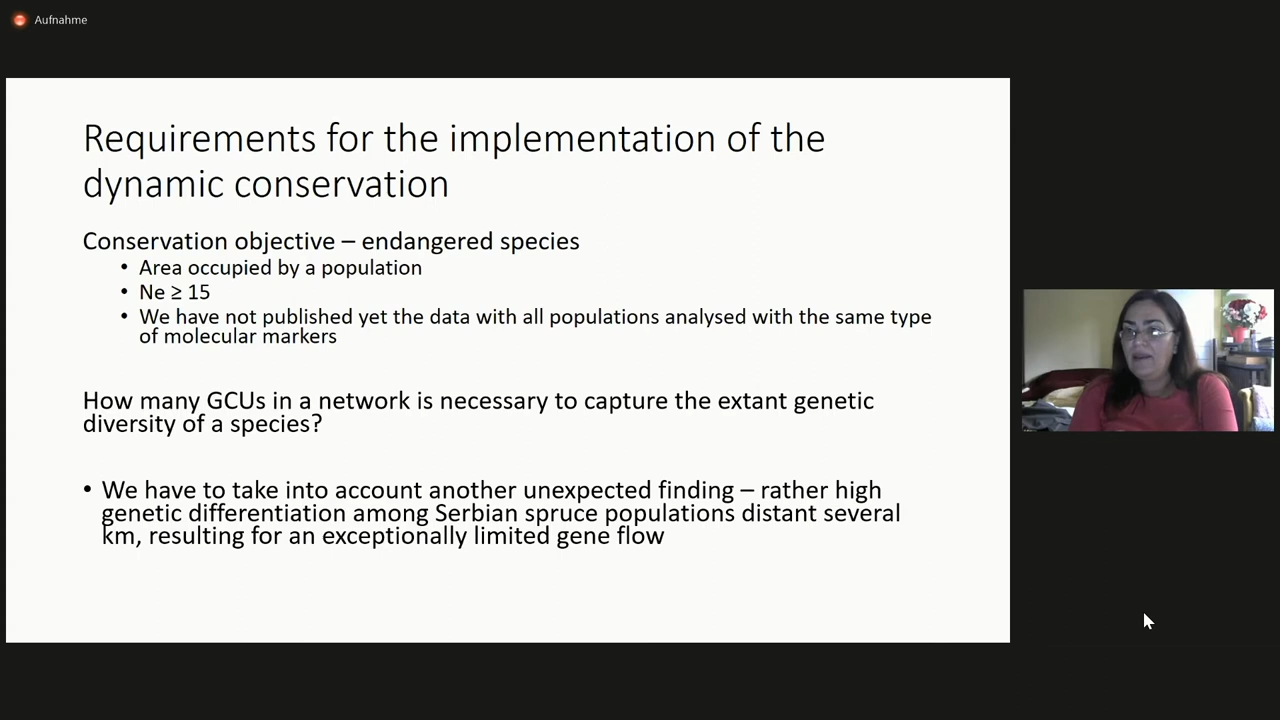 Aufnahme
Requirements for the implementation of the
dynamic conservation
Conservation objective – endangered species
• Area occupied by a population
• Ne ≥ 15
• We have not published yet the data with all populations analysed with the same type
of molecular markers
How many GCUs in a network is necessary to capture the extant genetic
diversity of a species?
• We have to take into account another unexpected finding – rather high
genetic differentiation among Serbian spruce populations distant several
km, resulting for an exceptionally limited gene flow